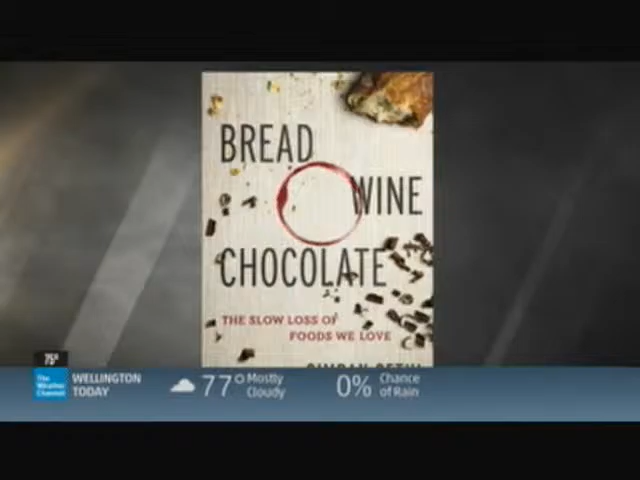 BREAD
WINE
CHOCOLATE
THE SLOW LOSS OF
FOODS WE LOVE
75°
The
Weather
Channel
WELLINGTON
TODAY
77° Mostly
Cloudy
0% Chance
of Rain